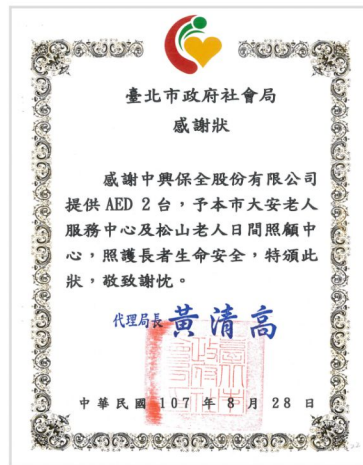 臺北市政府社會局
感謝狀
感謝中興保全股份有限公司
提供 AED 2 台，予本市大安老人
服務中心及松山老人日間照顧中
心，照護長者生命安全，特頒此
狀，敬致謝忱。
代理局長 黃清高
中華民國 107 年 8 月 28 日